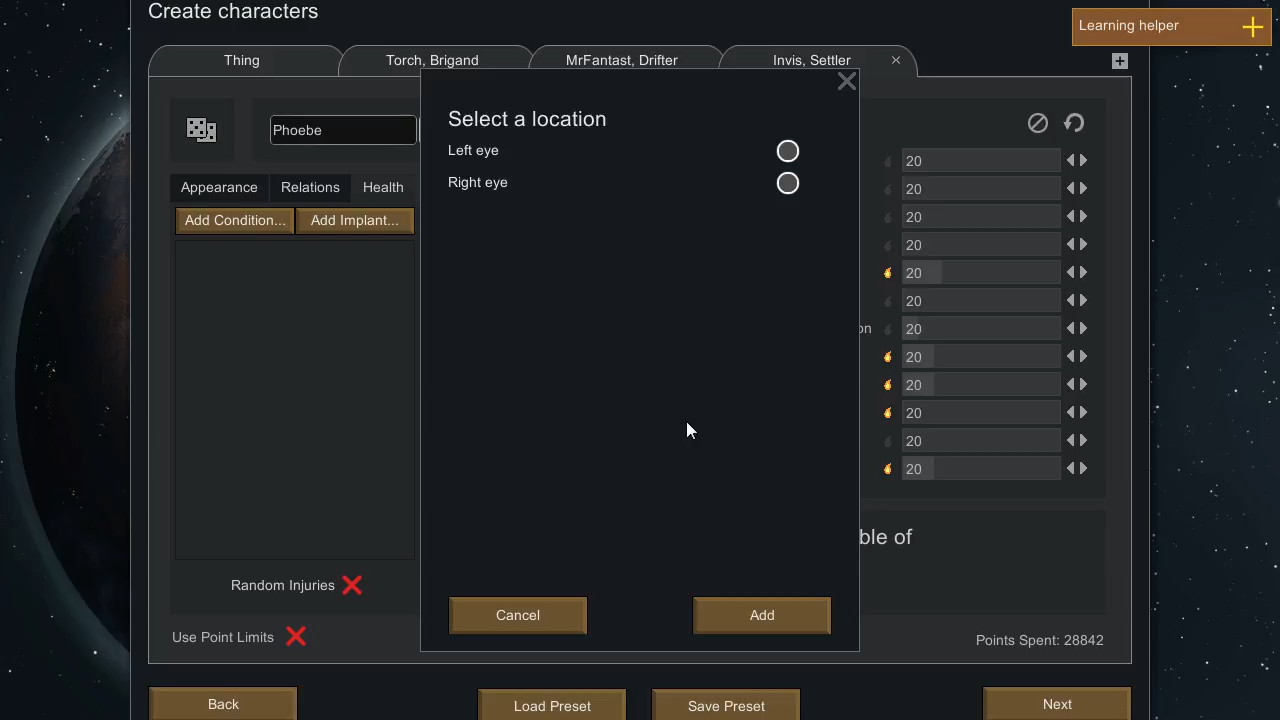 Create characters
Learning helper
Thing
Torch, Brigand
MrFantast, Drifter
Invis, Settler
Phoebe
Select a location
Left eye
Right eye
Appearance
Relations
Health
Add Condition...
Add Implant...
20
20
20
20
20
20
on 20
20
20
20
20
20
ble of
Random Injuries
Cancel
Add
Use Point Limits
Points Spent: 28842
Back
Load Preset
Save Preset
Next